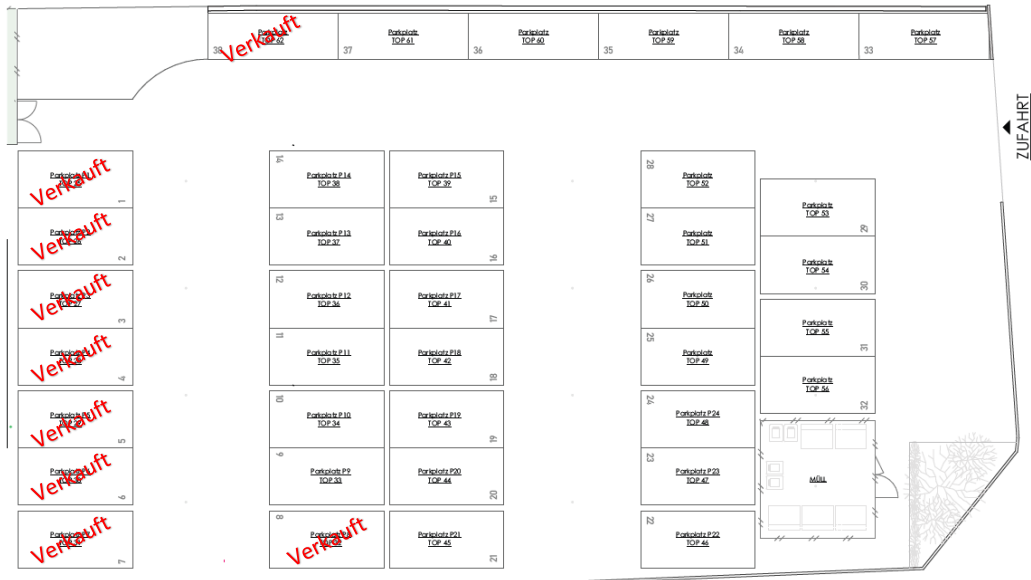 Verkauft
TOP 62
38
Parkplatz
TOP 61
37
Parkplatz
TOP 60
36
Parkplatz
TOP 59
35
Parkplatz
TOP 58
34
Parkplatz
TOP 57
33
ZUFAHRT
Verkauft
1
Verkauft
2
Verkauft
3
Verkauft
4
Verkauft
5
Verkauft
6
Verkauft
7
14
Parkplatz P14
TOP 38
13
Parkplatz P13
TOP 37
12
Parkplatz P12
TOP 36
11
Parkplatz P11
TOP 35
10
Parkplatz P10
TOP 34
9
Parkplatz P9
TOP 33
8
Verkauft
Parkplatz P15
TOP 39
15
Parkplatz P16
TOP 40
16
Parkplatz P17
TOP 41
17
Parkplatz P18
TOP 42
18
Parkplatz P19
TOP 43
19
Parkplatz P20
TOP 44
20
Parkplatz P21
TOP 45
21
28
Parkplatz
TOP 52
27
Parkplatz
TOP 51
26
Parkplatz
TOP 50
25
Parkplatz
TOP 49
24
Parkplatz P24
TOP 48
23
Parkplatz P23
TOP 47
22
Parkplatz P22
TOP 46
Parkplatz
TOP 53
29
Parkplatz
TOP 54
30
Parkplatz
TOP 55
31
Parkplatz
TOP 56
32
MÜLL